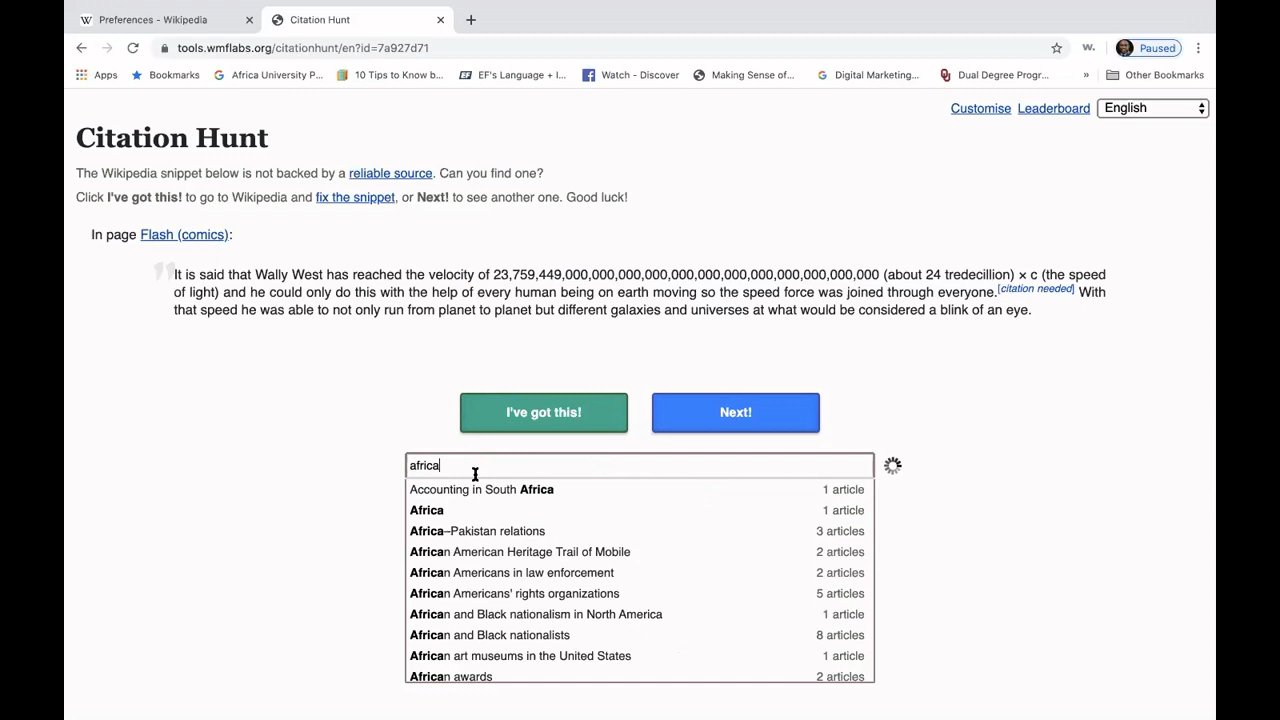 Preferences - Wikipedia
Citation Hunt
tools.wmflabs.org/citationhunt/en?id=7a927d71
W.
Paused
Apps
Bookmarks
Africa University P...
10 Tips to Know b...
EF's Language + I...
Watch - Discover
Making Sense of...
Digital Marketing...
Dual Degree Progr...
»
Other Bookmarks
Customise
Leaderboard
English
Citation Hunt
The Wikipedia snippet below is not backed by a reliable source. Can you find one?
Click I've got this! to go to Wikipedia and fix the snippet, or Next! to see another one. Good luck!
In page Flash (comics):
It is said that Wally West has reached the velocity of 23,759,449,000,000,000,000,000,000,000,000,000,000,000,000 (about 24 tredecillion) × c (the speed
of light) and he could only do this with the help of every human being on earth moving so the speed force was joined through everyone.[citation needed] With
that speed he was able to not only run from planet to planet but different galaxies and universes at what would be considered a blink of an eye.
I've got this!
Next!
africa
Accounting in South Africa 1 article
Africa 1 article
Africa–Pakistan relations 3 articles
African American Heritage Trail of Mobile 2 articles
African Americans in law enforcement 2 articles
African Americans' rights organizations 5 articles
African and Black nationalism in North America 1 article
African and Black nationalists 8 articles
African art museums in the United States 1 article
African awards 2 articles